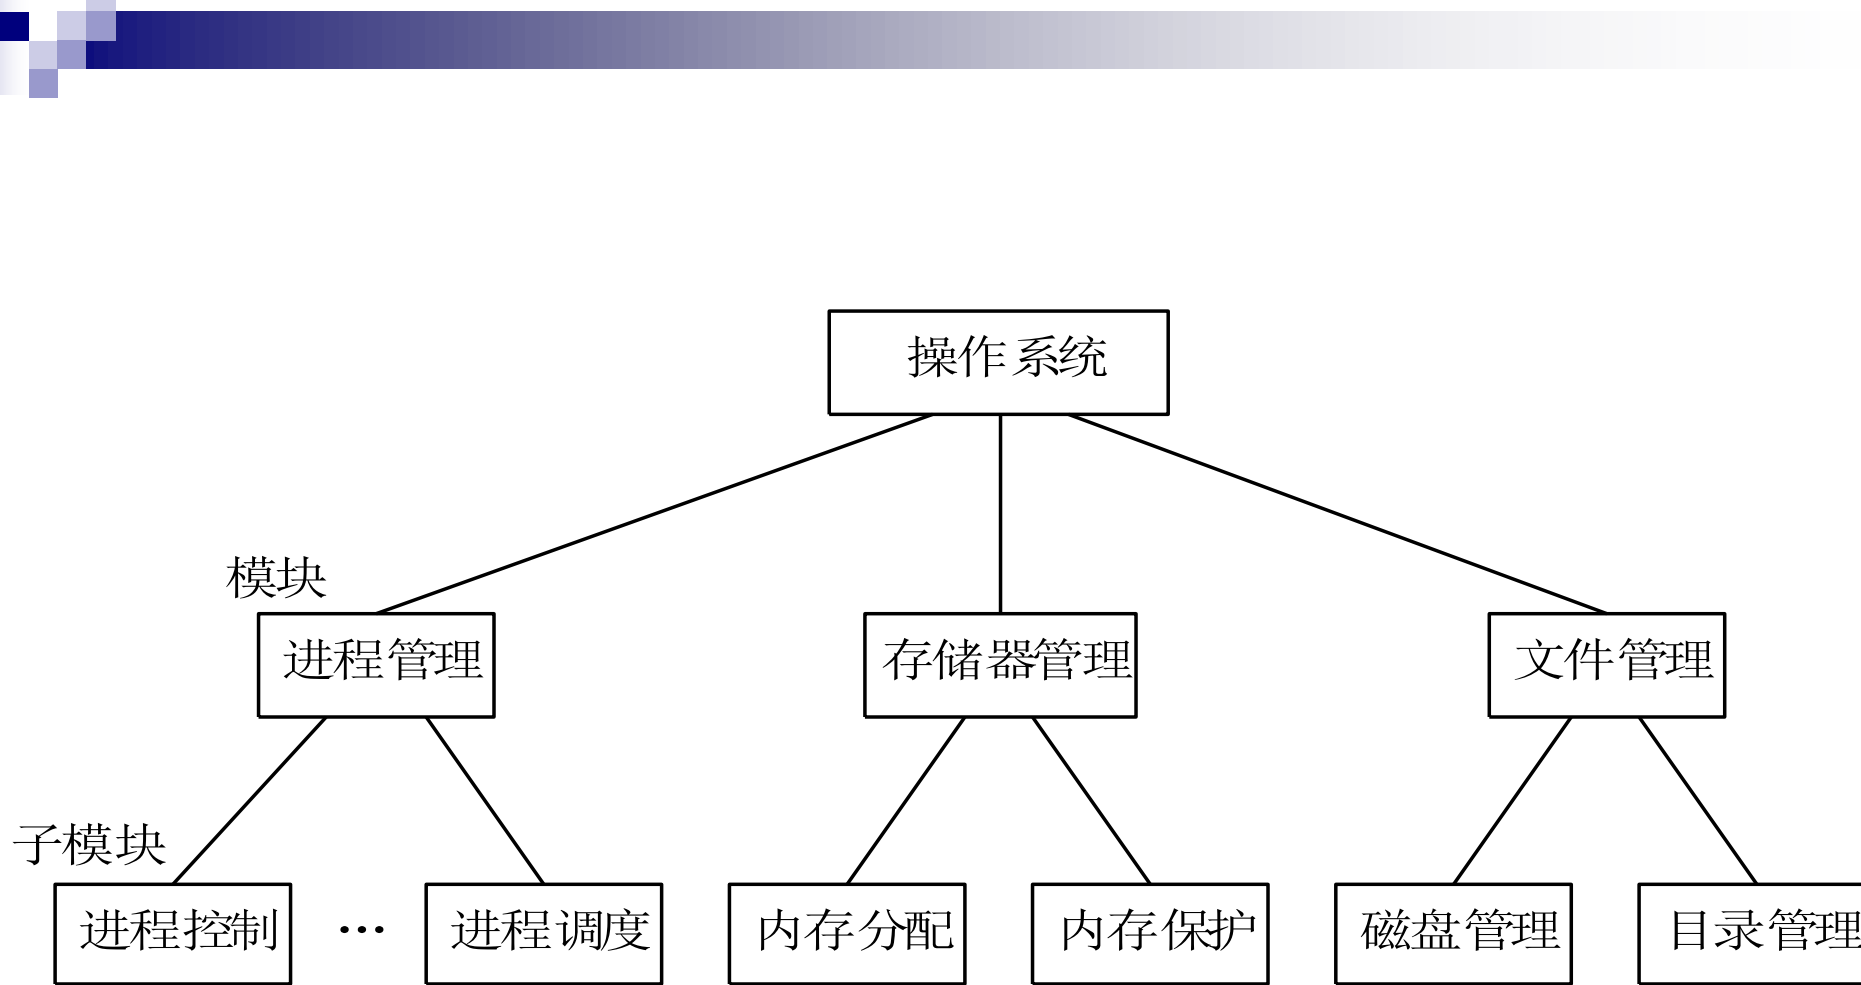 操作系统
模块
进程管理
存储器管理
文件管理
子模块
进程控制
…
进程调度
内存分配
内存保护
磁盘管理
目录管理